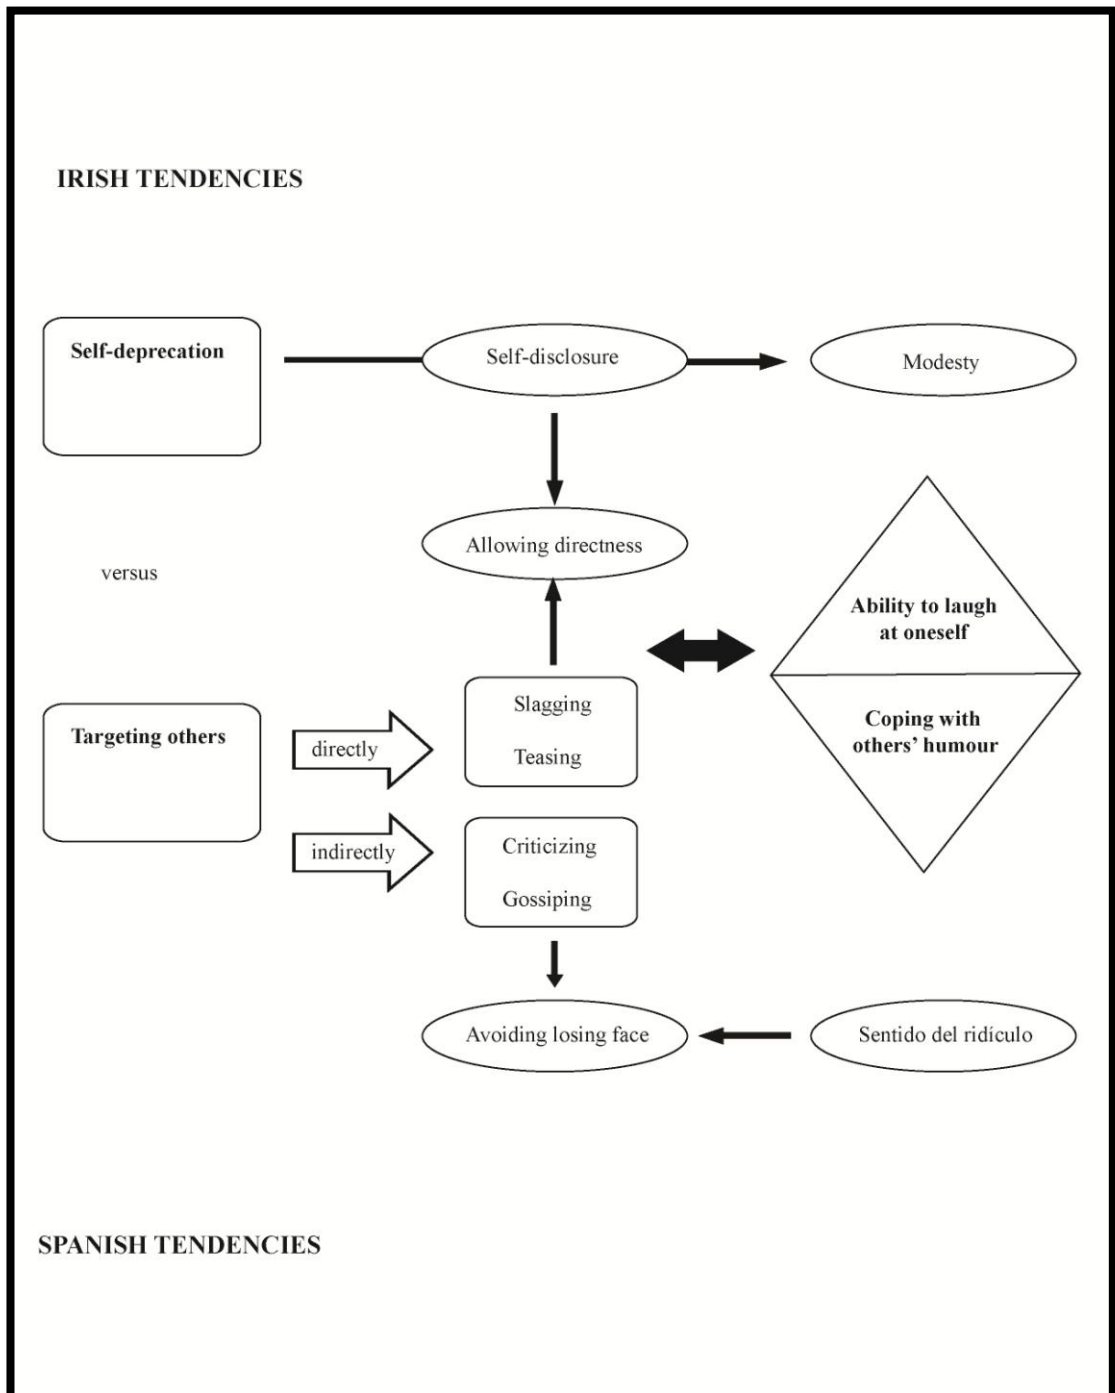 IRISH TENDENCIES
Self-deprecation
Self-disclosure
Modesty
Allowing directness
versus
Ability to laugh
at oneself
Coping with
others’ humour
Targeting others
directly
Slagging
Teasing
indirectly
Criticizing
Gossiping
Avoiding losing face
Sentido del ridículo
SPANISH TENDENCIES